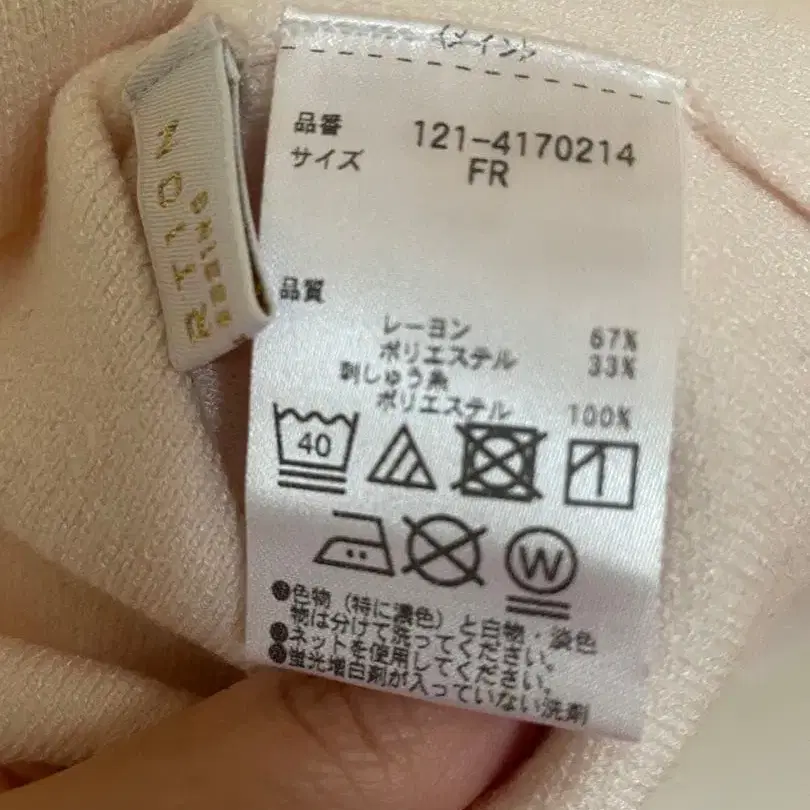 品番 121-4170214
サイズ FR
品質
レーヨン 67%
ポリエステル 33%
刺しゅう糸
ポリエステル 100%
40
W
●色物(特に濃色)と白物・淡色
物は分けて洗ってください。
●ネットを使用してください。
●蛍光増白剤が入っていない洗剤